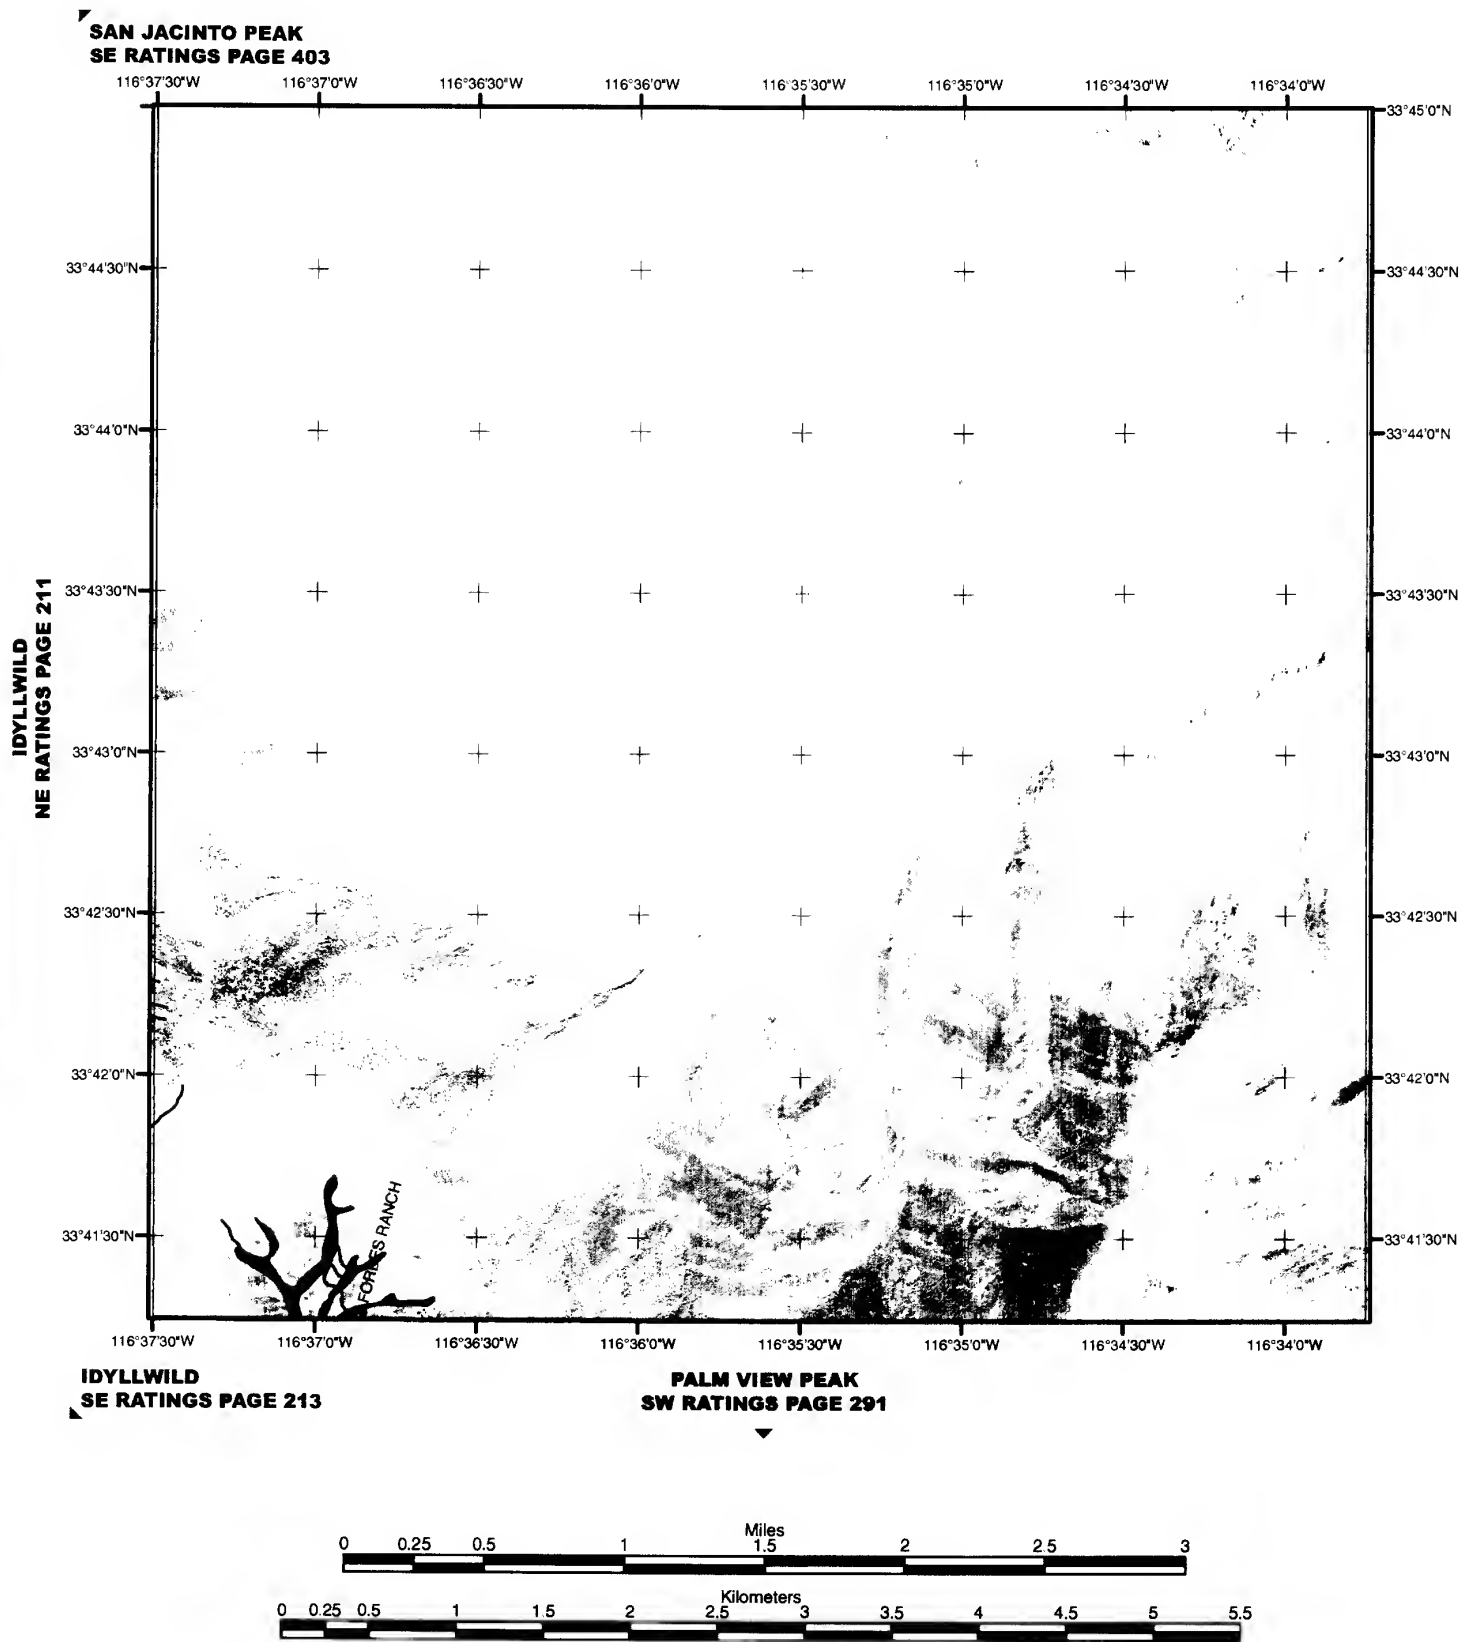 SAN JACINTO PEAK
SE RATINGS PAGE 403
116°37'30"W 116°37'0"W 116°36'30"W 116°36'0"W 116°35'30"W 116°35'0"W 116°34'30"W 116°34'0"W
33°45'0"N
33°44'30"N 33°44'30"N
33°44'0"N 33°44'0"N
33°43'30"N 33°43'30"N
IDYLLWILD
NE RATINGS PAGE 211
33°43'0"N 33°43'0"N
33°42'30"N 33°42'30"N
33°42'0"N 33°42'0"N
FORBES RANCH
33°41'30"N 33°41'30"N
116°37'30"W 116°37'0"W 116°36'30"W 116°36'0"W 116°35'30"W 116°35'0"W 116°34'30"W 116°34'0"W
IDYLLWILD
SE RATINGS PAGE 213
PALM VIEW PEAK
SW RATINGS PAGE 291
Miles
0 0.25 0.5 1 1.5 2 2.5 3
Kilometers
0 0.25 0.5 1 1.5 2 2.5 3 3.5 4 4.5 5 5.5